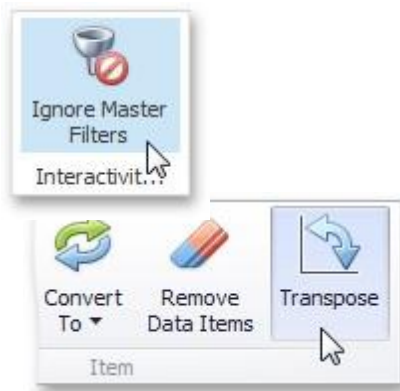 Ignore Master
Filters
Interactivit...
Convert
To
Remove
Data Items
Transpose
Item